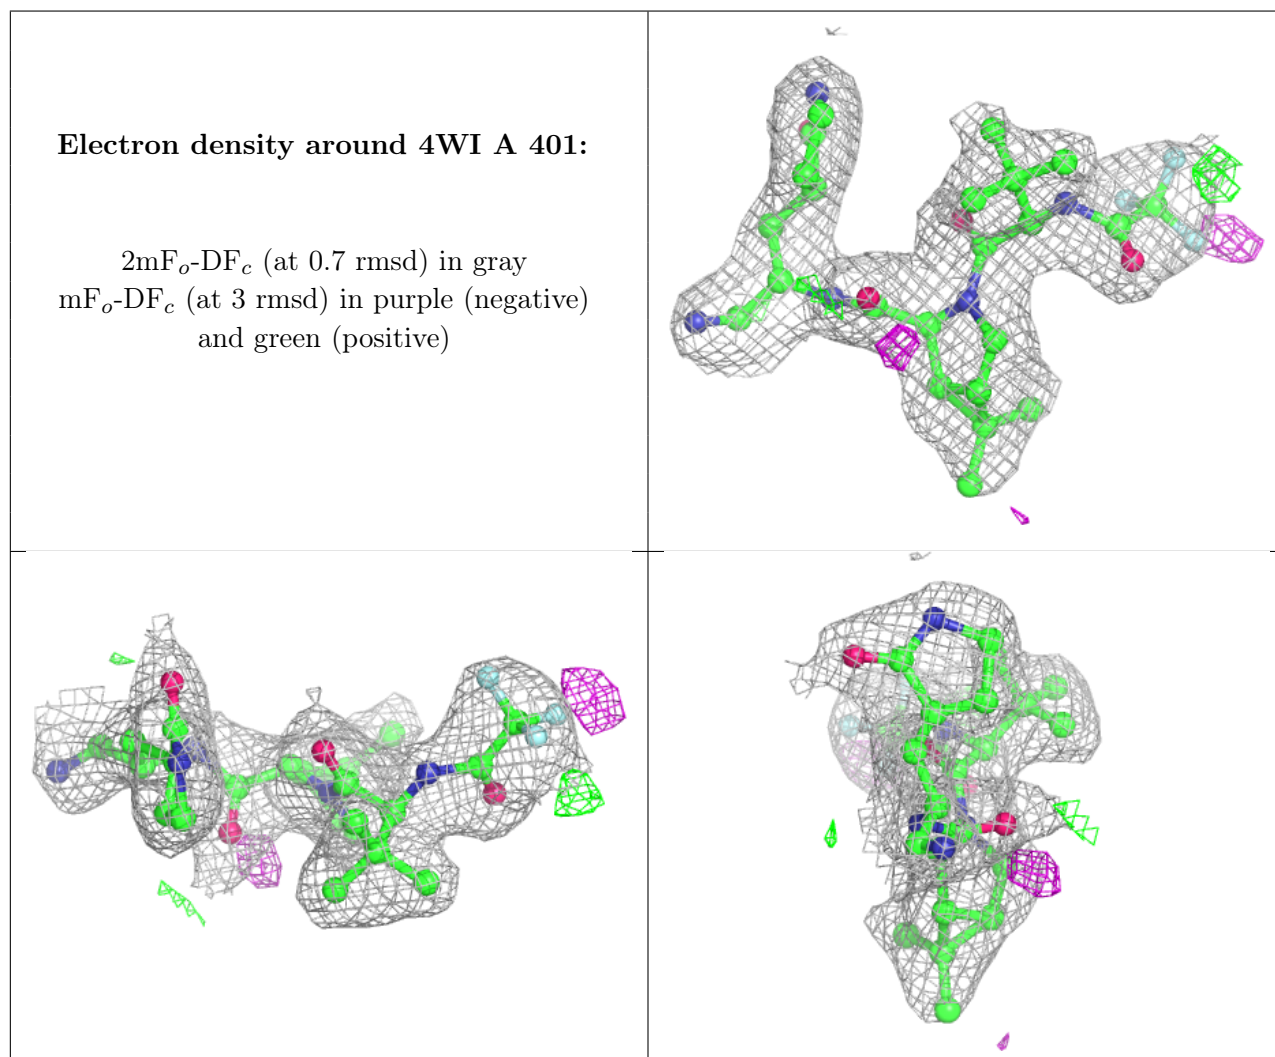 Electron density around 4WI A 401:
2mFo-DFc (at 0.7 rmsd) in gray
mFo-DFc (at 3 rmsd) in purple (negative)
and green (positive)